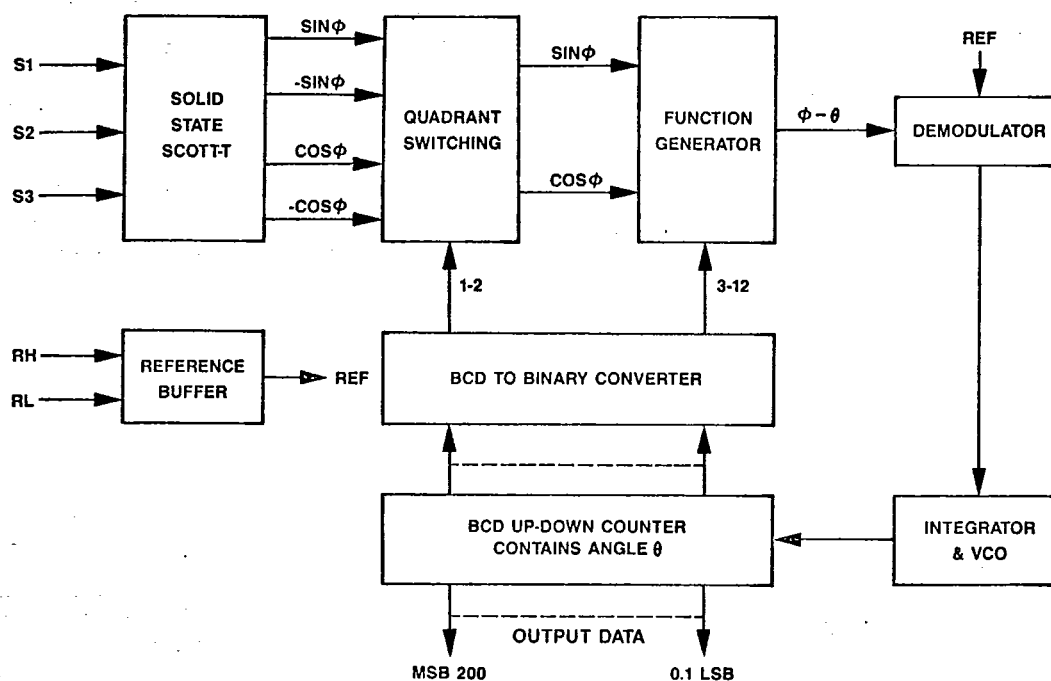 S1
S2
S3
SOLID
STATE
SCOTT-T
SINφ
-SINφ
COSφ
-COSφ
QUADRANT
SWITCHING
SINφ
COSφ
FUNCTION
GENERATOR
φ-θ
REF
DEMODULATOR
1-2
3-12
RH
RL
REFERENCE
BUFFER
REF
BCD TO BINARY CONVERTER
BCD UP-DOWN COUNTER
CONTAINS ANGLE θ
INTEGRATOR
& VCO
OUTPUT DATA
MSB 200
0.1 LSB